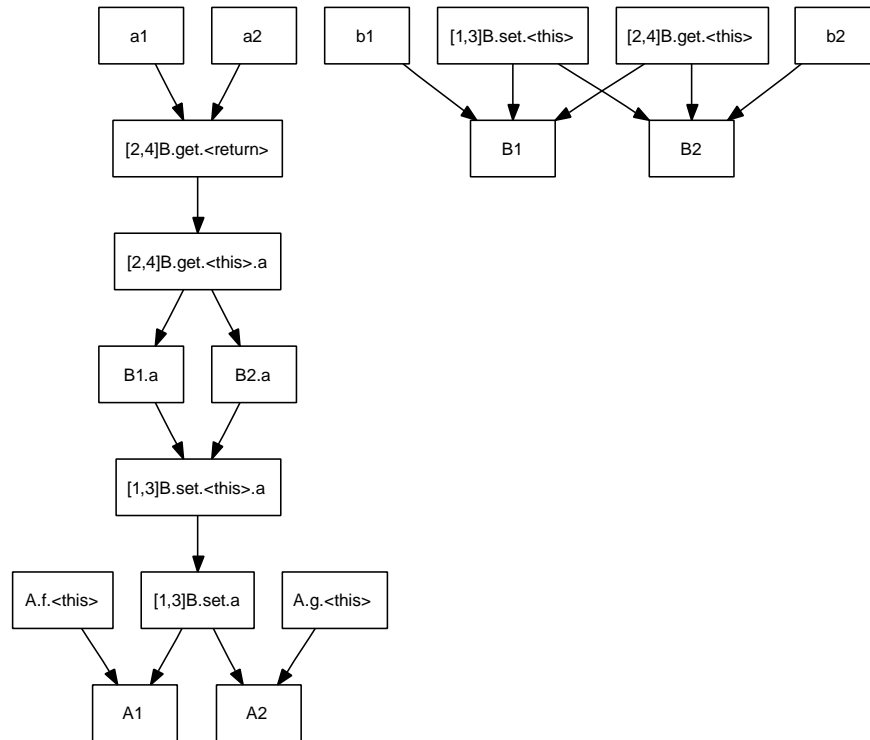 a1
a2
b1
[1,3]B.set.<this>
[2,4]B.get.<this>
b2
[2,4]B.get.<return>
B1
B2
[2,4]B.get.<this>.a
B1.a
B2.a
[1,3]B.set.<this>.a
A.f.<this>
[1,3]B.set.a
A.g.<this>
A1
A2